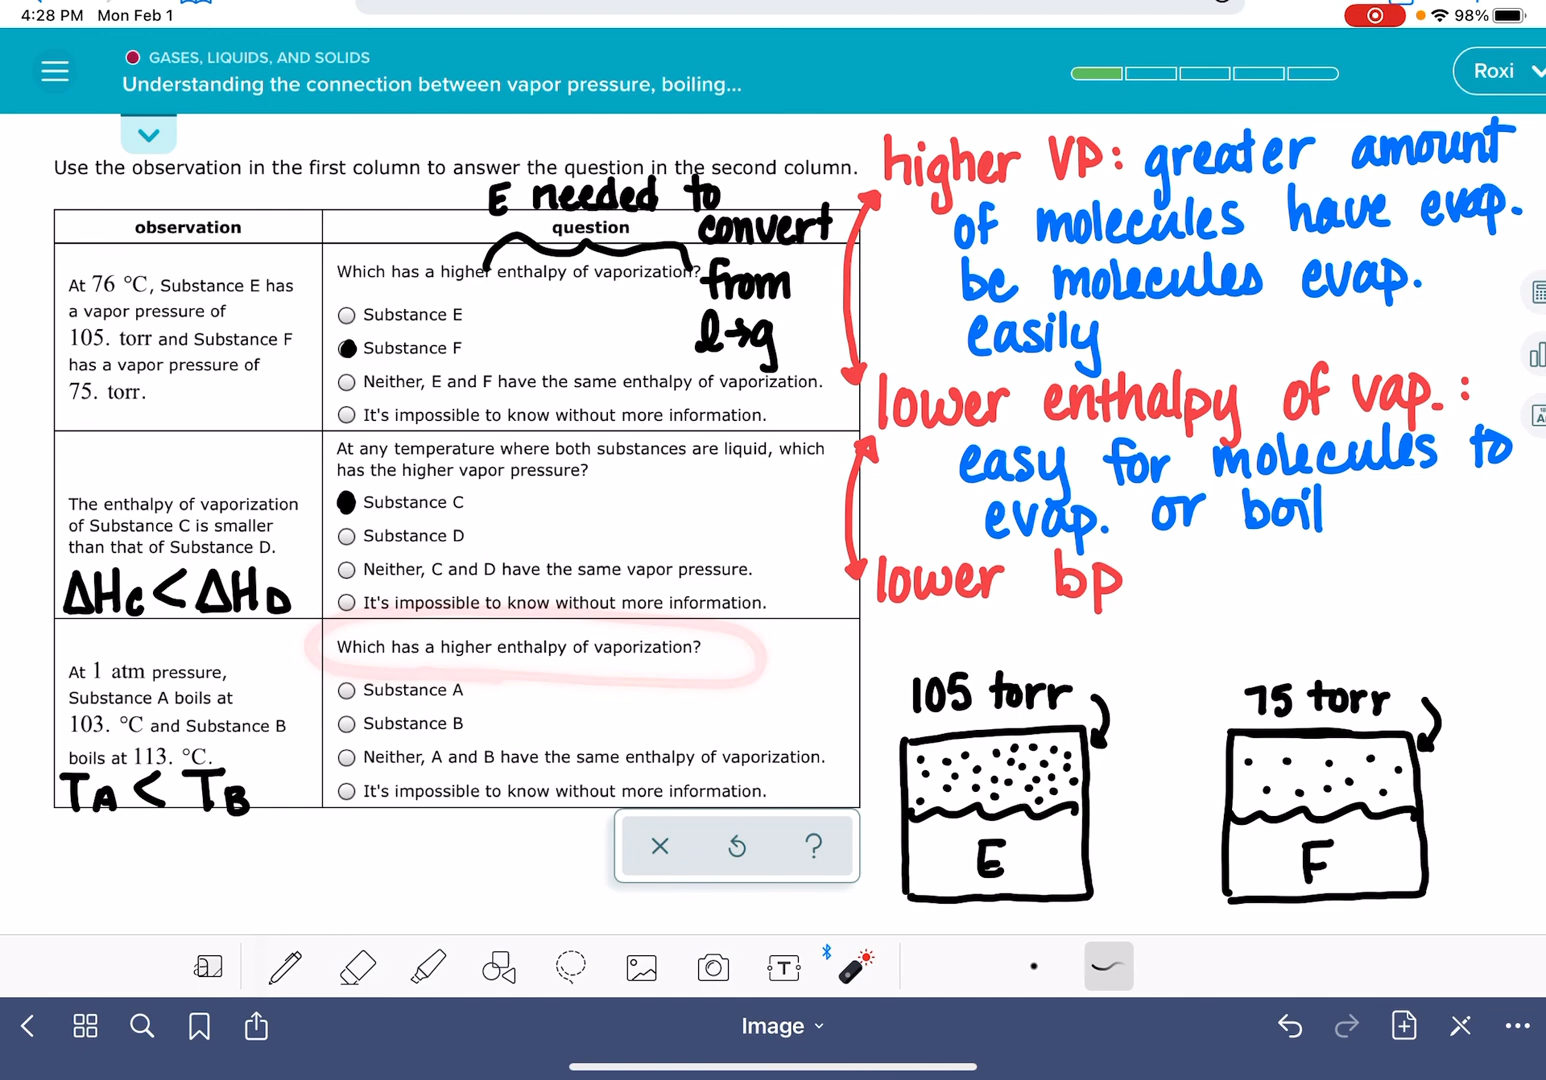 4:28 PM Mon Feb 1
98%
GASES, LIQUIDS, AND SOLIDS
Understanding the connection between vapor pressure, boiling...
Roxi
Use the observation in the first column to answer the question in the second column.
E needed to
convert
from
l→g
observation
question
At 76 °C, Substance E has
a vapor pressure of
105. torr and Substance F
has a vapor pressure of
75. torr.
Which has a higher enthalpy of vaporization?
Substance E
Substance F
Neither, E and F have the same enthalpy of vaporization.
It's impossible to know without more information.
The enthalpy of vaporization
of Substance C is smaller
than that of Substance D.
ΔHC < ΔHD
At any temperature where both substances are liquid, which
has the higher vapor pressure?
Substance C
Substance D
Neither, C and D have the same vapor pressure.
It's impossible to know without more information.
At 1 atm pressure,
Substance A boils at
103. °C and Substance B
boils at 113. °C.
TA < TB
Which has a higher enthalpy of vaporization?
Substance A
Substance B
Neither, A and B have the same enthalpy of vaporization.
It's impossible to know without more information.
higher VP: greater amount
of molecules have evap.
bc molecules evap.
easily
lower enthalpy of vap.:
easy for molecules to
evap. or boil
lower bp
105 torr
E
75 torr
F
T
Image